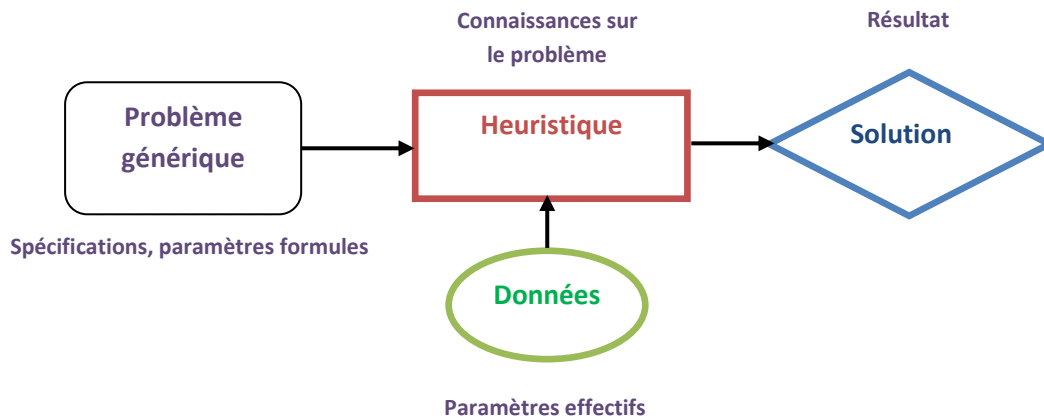 Connaissances sur
le problème
Résultat
Problème
générique
Heuristique
Solution
Spécifications, paramètres formules
Données
Paramètres effectifs